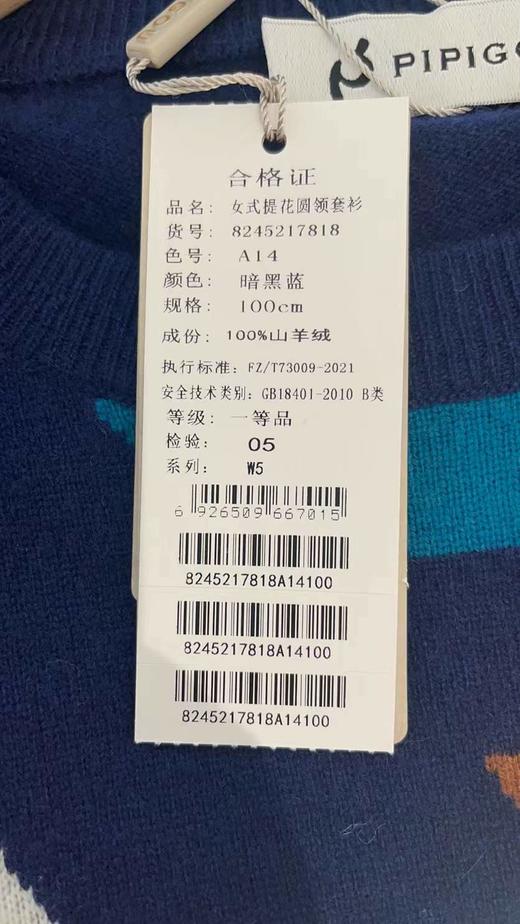 PIPIG
合格证
品名: 女式提花圆领套衫
货号: 8245217818
色号: A14
颜色: 暗黑蓝
规格: 100cm
成份: 100%山羊绒
执行标准: FZ/T73009-2021
安全技术类别: GB18401-2010 B类
等级: 一等品
检验: 05
系列: W5
6 926509 667015
8245217818A14100
8245217818A14100
8245217818A14100